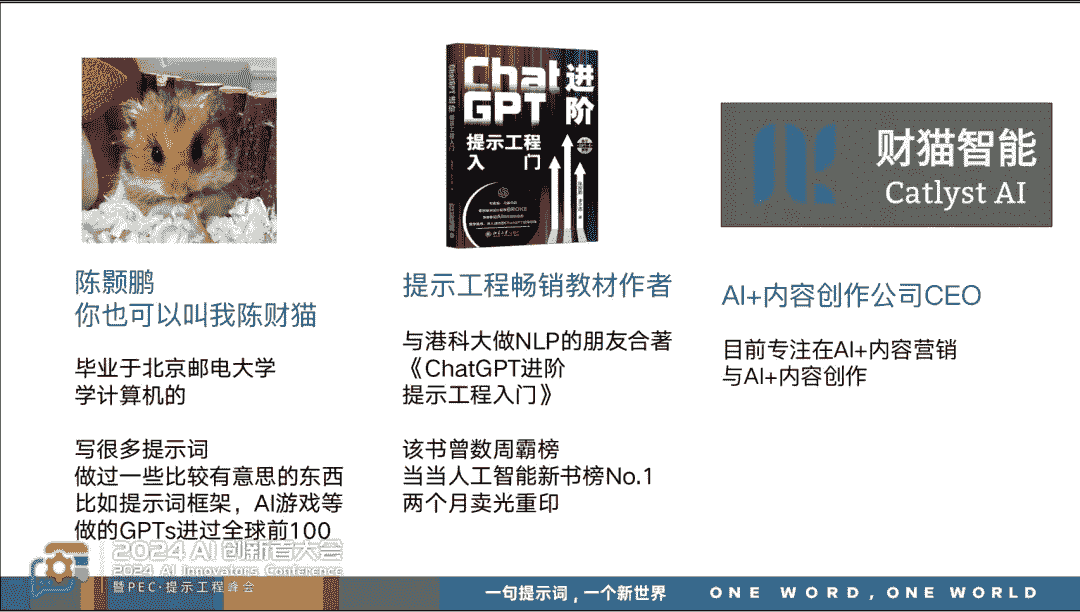 陈颢鹏
你也可以叫我陈财猫
毕业于北京邮电大学
学计算机的
写很多提示词
做过一些比较有意思的东西
比如提示词框架，AI游戏等
做的GPTs进过全球前100
Chat
GPT
进
阶
提示工程
入 门
提示工程畅销教材作者
与港科大做NLP的朋友合著
《ChatGPT进阶
提示工程入门》
该书曾数周霸榜
当当人工智能新书榜No.1
两个月卖光重印
财猫智能
Catlyst AI
AI+内容创作公司CEO
目前专注在AI+内容营销
与AI+内容创作
2024 AI 创新者大会
2024 AI Innovators Conference
暨PEC·提示工程峰会
一句提示词，一个新世界
ONE WORD, ONE WORLD